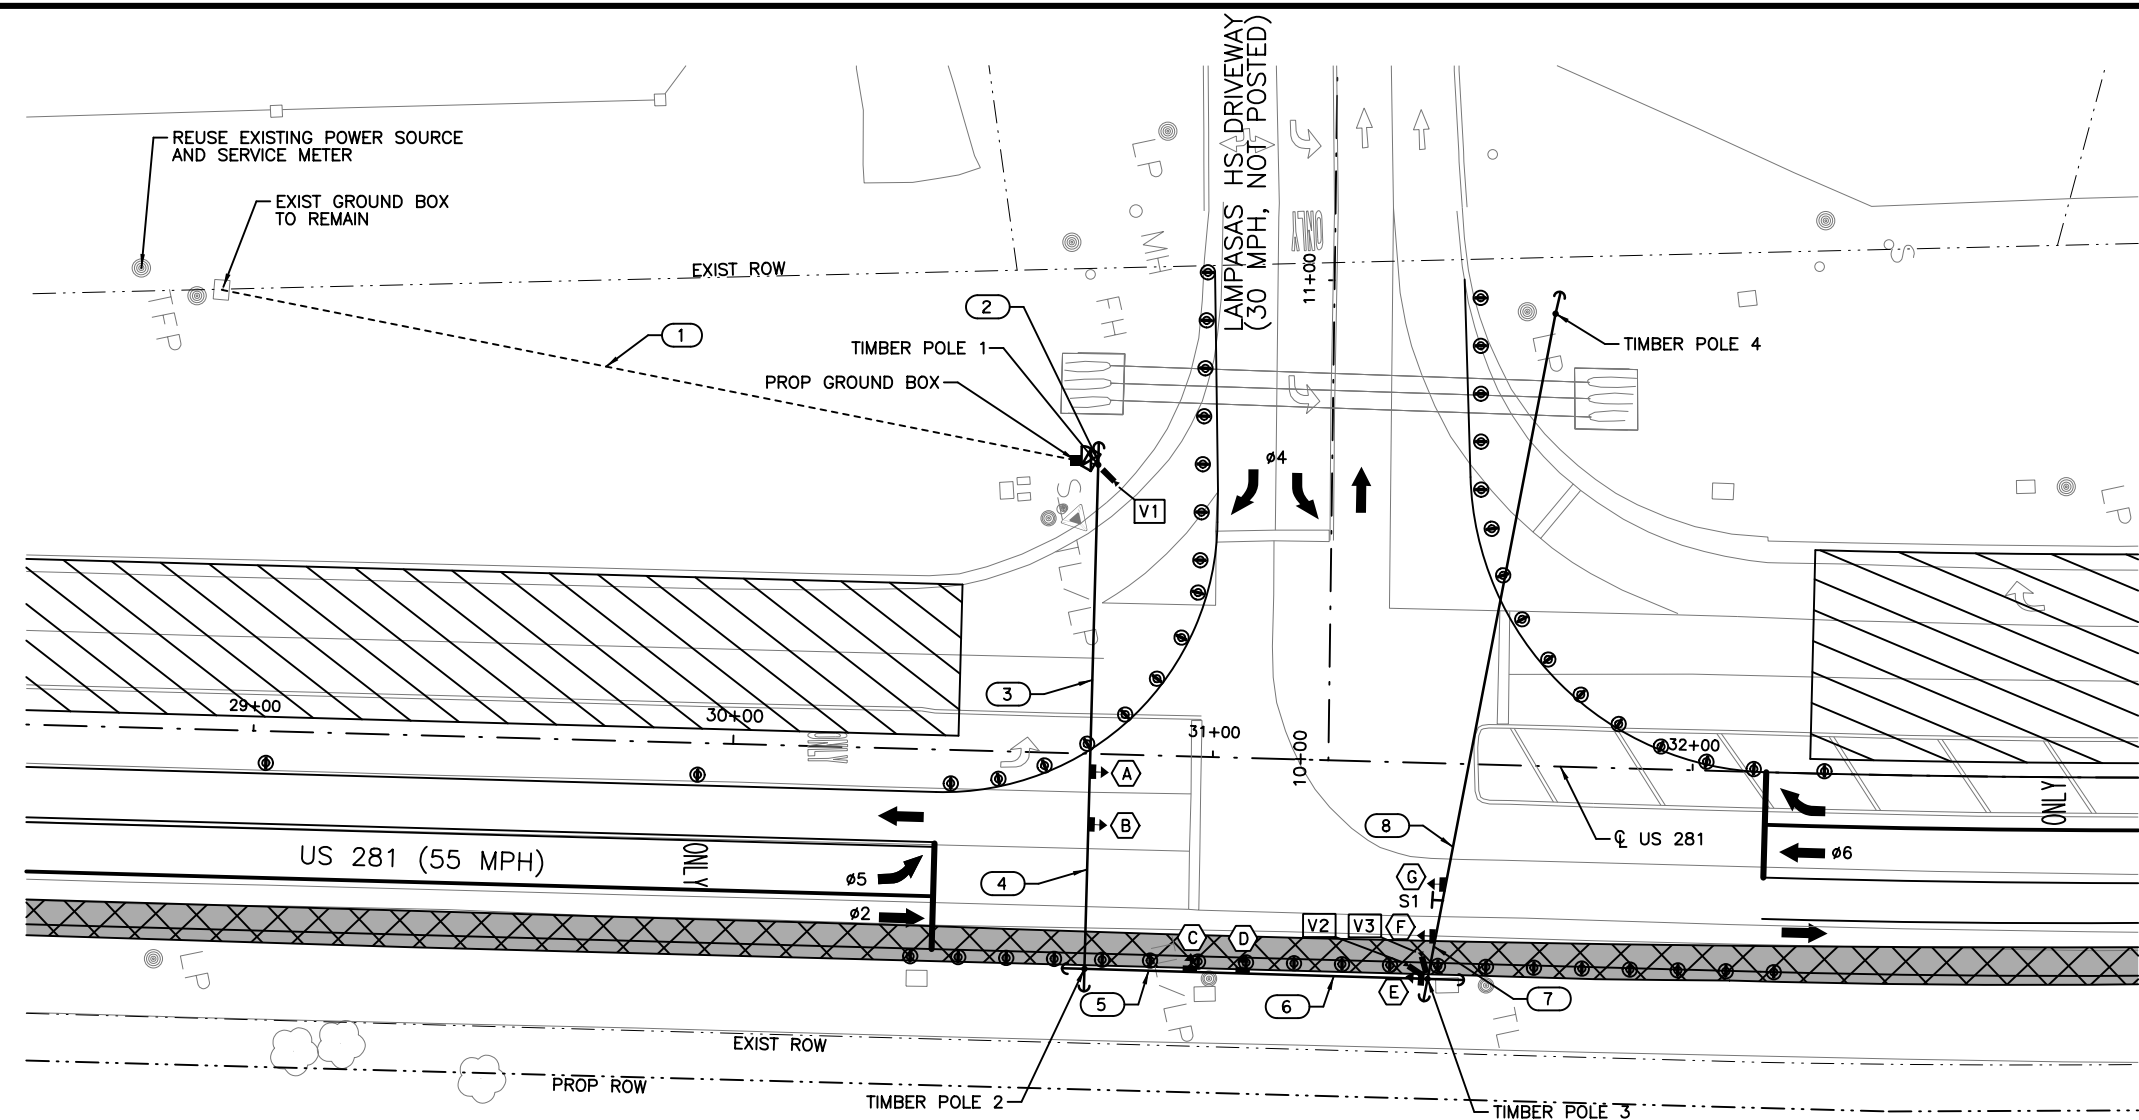 LAMPASAS HS DRIVEWAY
(30 MPH, NOT POSTED)
REUSE EXISTING POWER SOURCE
AND SERVICE METER
LP
EXIST GROUND BOX
TO REMAIN
MH
ONLY
S
EXIST ROW
11+00
TFP
FH
2
1
TIMBER POLE 1
LP
TIMBER POLE 4
PROP GROUND BOX
ø4
V1
LP
3
29+00
30+00
ONLY
31+00
10+00
32+00
A
ONLY
B
8
℄ US 281
US 281 (55 MPH)
ONLY
ø6
ø5
4
G
S1
ø2
C
D
V2
V3
F
LP
5
6
E
7
TL
EXIST ROW
PROP ROW
TIMBER POLE 2
TIMBER POLE 3